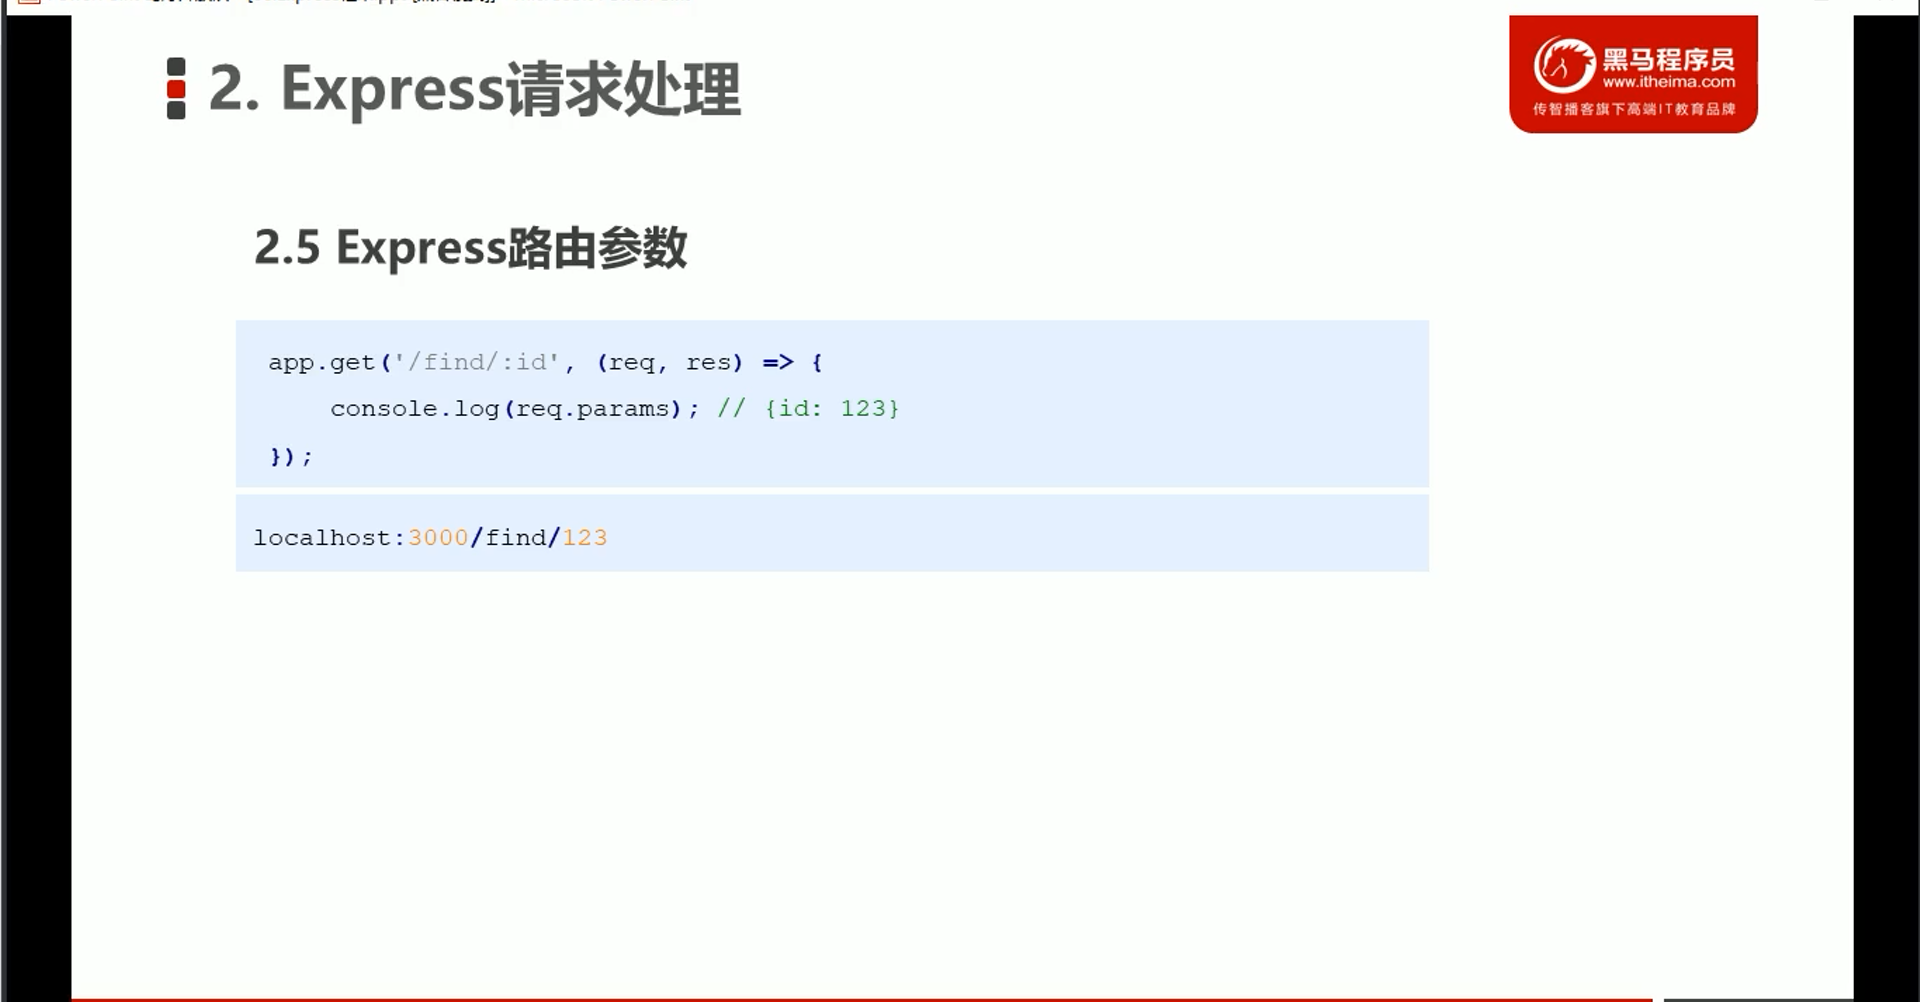 2. Express请求处理
黑马程序员
www.itheima.com
传智播客旗下高端IT教育品牌
2.5 Express路由参数
app.get('/find/:id', (req, res) => {
    console.log(req.params); // {id: 123}
});
localhost:3000/find/123